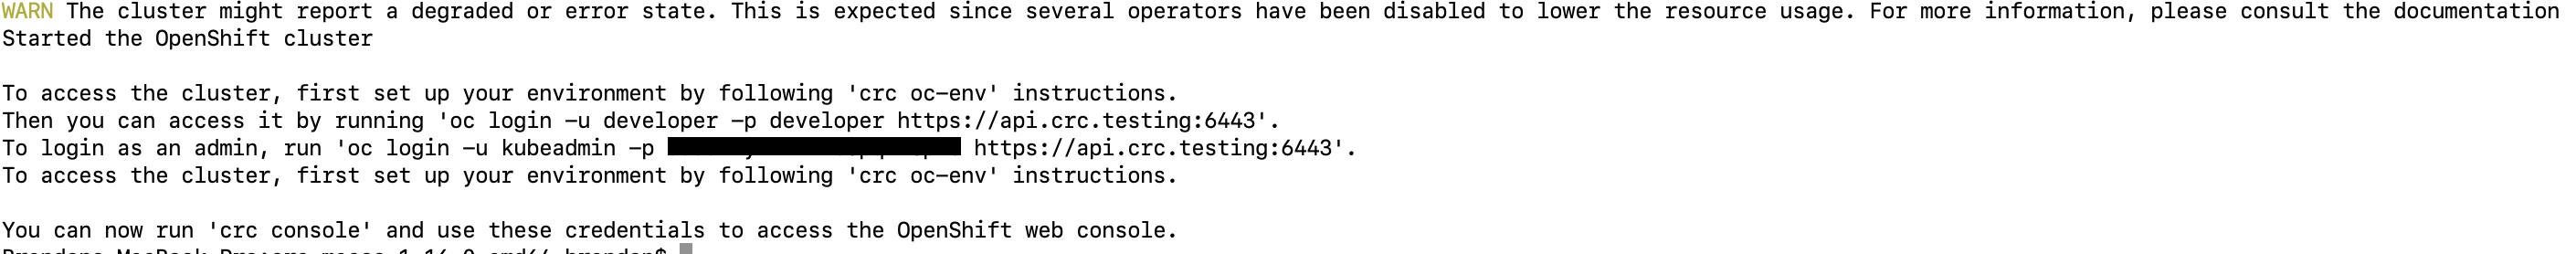 WARN The cluster might report a degraded or error state. This is expected since several operators have been disabled to lower the resource usage. For more information, please consult the documentation
Started the OpenShift cluster
To access the cluster, first set up your environment by following 'crc oc-env' instructions.
Then you can access it by running 'oc login -u developer -p developer https://api.crc.testing:6443'.
To login as an admin, run 'oc login -u kubeadmin -p https://api.crc.testing:6443'.
To access the cluster, first set up your environment by following 'crc oc-env' instructions.
You can now run 'crc console' and use these credentials to access the OpenShift web console.